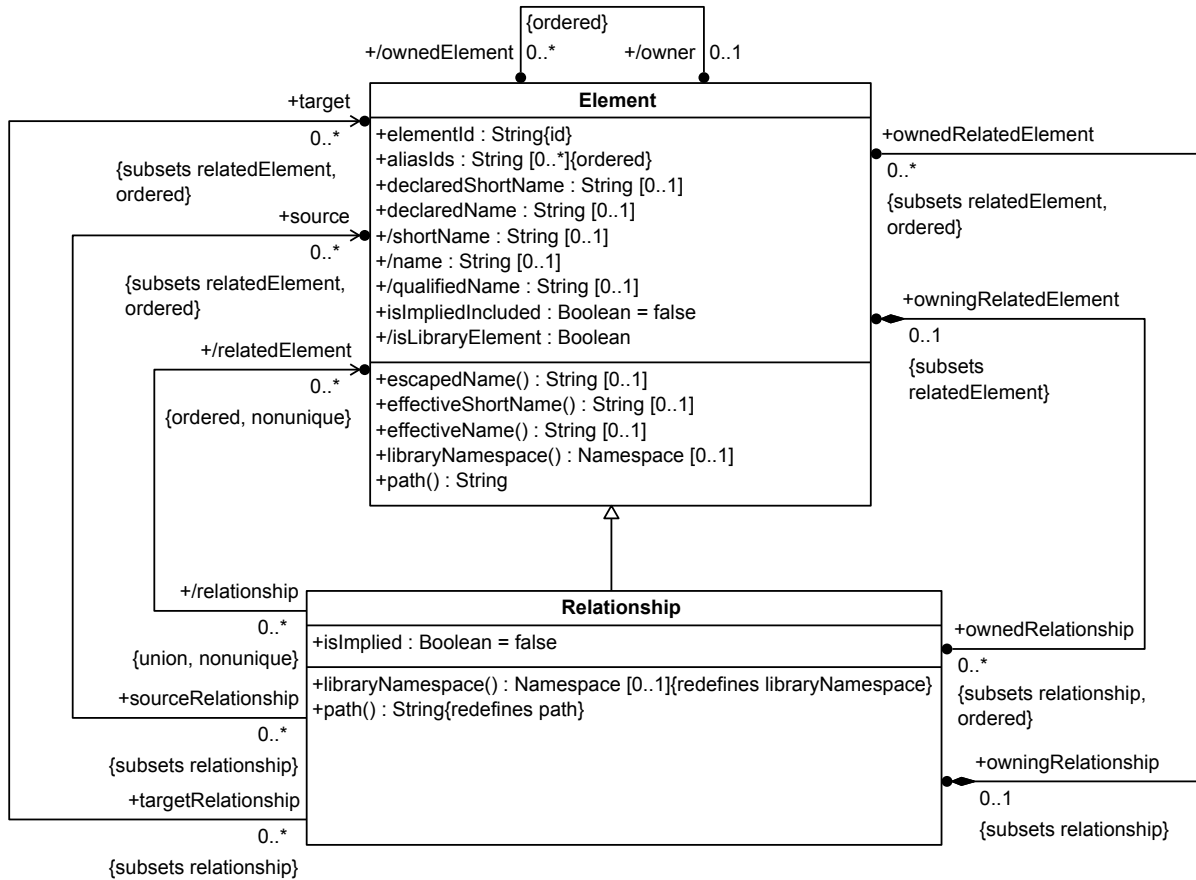 {ordered}
+/ownedElement 0..* +/owner 0..1
Element
+elementId : String{id}
+aliasIds : String [0..*]{ordered}
+declaredShortName : String [0..1]
+declaredName : String [0..1]
+/shortName : String [0..1]
+/name : String [0..1]
+/qualifiedName : String [0..1]
+isImpliedIncluded : Boolean = false
+/isLibraryElement : Boolean
+escapedName() : String [0..1]
+effectiveShortName() : String [0..1]
+effectiveName() : String [0..1]
+libraryNamespace() : Namespace [0..1]
+path() : String
+target
0..*
{subsets relatedElement,
ordered}
+source
0..*
{subsets relatedElement,
ordered}
+/relatedElement
0..*
{ordered, nonunique}
+ownedRelatedElement
0..*
{subsets relatedElement,
ordered}
+owningRelatedElement
0..1
{subsets
relatedElement}
+/relationship
0..*
{union, nonunique}
+sourceRelationship
0..*
{subsets relationship}
+targetRelationship
0..*
{subsets relationship}
Relationship
+isImplied : Boolean = false
+libraryNamespace() : Namespace [0..1]{redefines libraryNamespace}
+path() : String{redefines path}
+ownedRelationship
0..*
{subsets relationship,
ordered}
+owningRelationship
0..1
{subsets relationship}